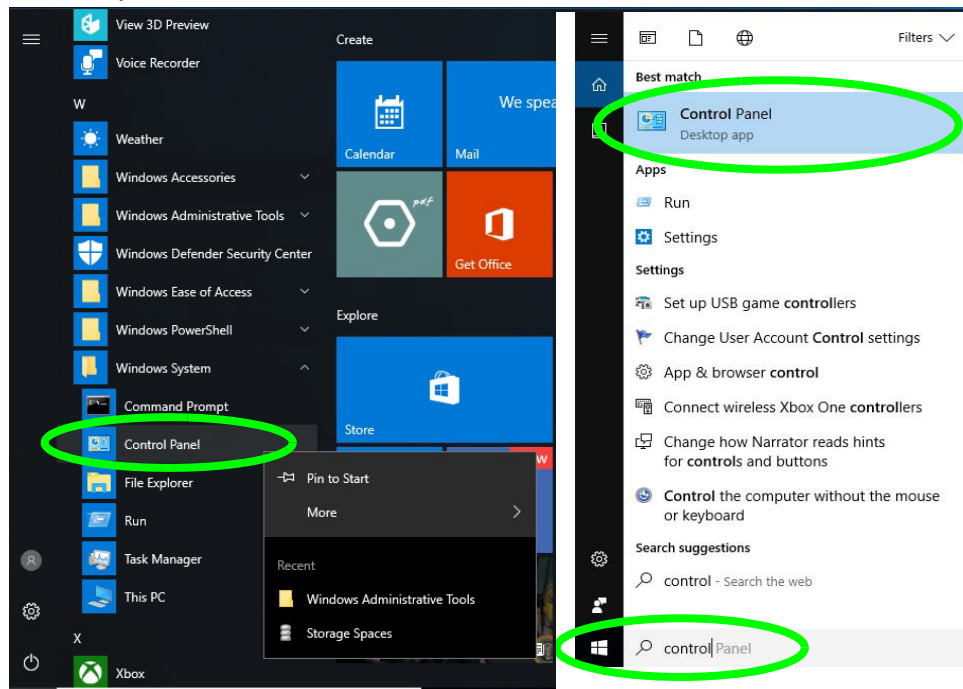 View 3D Preview
Voice Recorder
W
Weather
Windows Accessories
Windows Administrative Tools
Windows Defender Security Center
Windows Ease of Access
Windows PowerShell
Windows System
Command Prompt
Control Panel
File Explorer
Run
Task Manager
This PC
X
Xbox
Create
We spea
Calendar
Mail
pdf
Get Office
Explore
Store
W
Pin to Start
More
Recent
Windows Administrative Tools
Storage Spaces
Filters
Best match
Control Panel
Desktop app
Apps
Run
Settings
Settings
Set up USB game controllers
Change User Account Control settings
App & browser control
Connect wireless Xbox One controllers
Change how Narrator reads hints
for controls and buttons
Control the computer without the mouse
or keyboard
Search suggestions
control - Search the web
control Panel